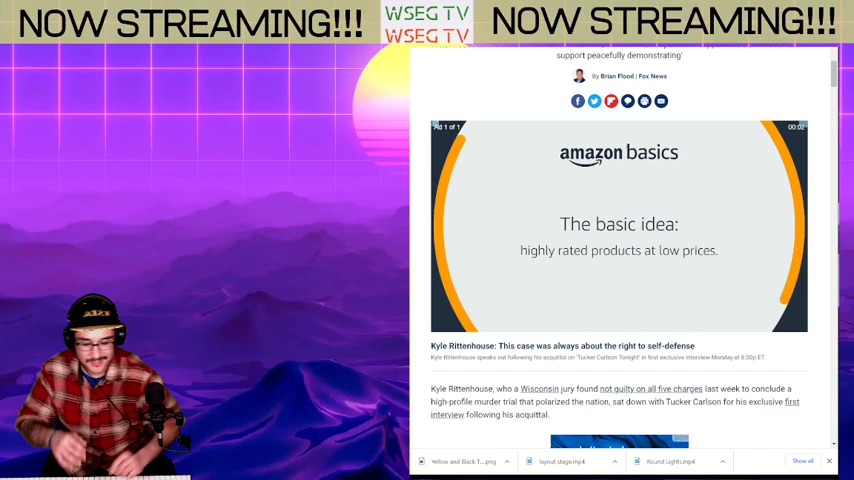 NOW STREAMING!!!
WSEG TV
WSEG TV
NOW STREAMING!!!
support peacefully demonstrating'
By Brian Flood | Fox News
Ad 1 of 1
00:02
amazon basics
The basic idea:
highly rated products at low prices.
Kyle Rittenhouse: This case was always about the right to self-defense
Kyle Rittenhouse speaks out following his acquittal on 'Tucker Carlson Tonight' in first exclusive interview Monday at 8:00p ET.
Kyle Rittenhouse, who a Wisconsin jury found not guilty on all five charges last week to conclude a
high-profile murder trial that polarized the nation, sat down with Tucker Carlson for his exclusive first
interview following his acquittal.
Yellow and Black T....png
layout stage.mp4
Round Lights.mp4
Show all